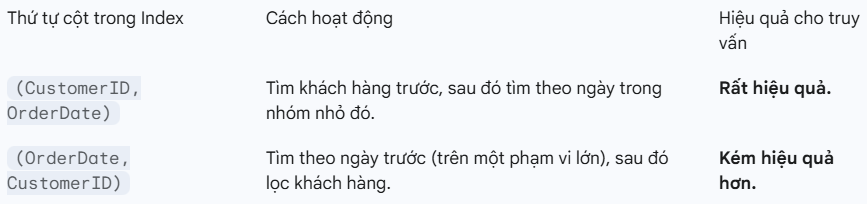 Thứ tự cột trong Index
Cách hoạt động
Hiệu quả cho truy
vấn
(CustomerID,
OrderDate)
Tìm khách hàng trước, sau đó tìm theo ngày trong
nhóm nhỏ đó.
Rất hiệu quả.
(OrderDate,
CustomerID)
Tìm theo ngày trước (trên một phạm vi lớn), sau đó
lọc khách hàng.
Kém hiệu quả
hơn.